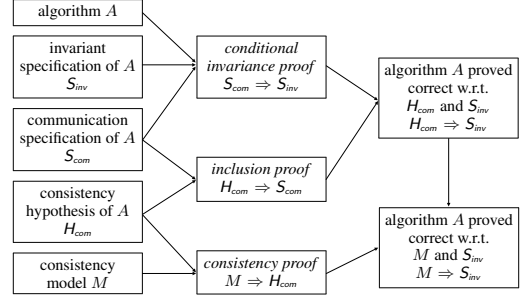 algorithm A
invariant
specification of A
S_inv
communication
specification of A
S_com
consistency
hypothesis of A
H_com
consistency
model M
conditional
invariance proof
S_com ⇒ S_inv
inclusion proof
H_com ⇒ S_com
consistency proof
M ⇒ H_com
algorithm A proved
correct w.r.t.
H_com and S_inv
H_com ⇒ S_inv
algorithm A proved
correct w.r.t.
M and S_inv
M ⇒ S_inv